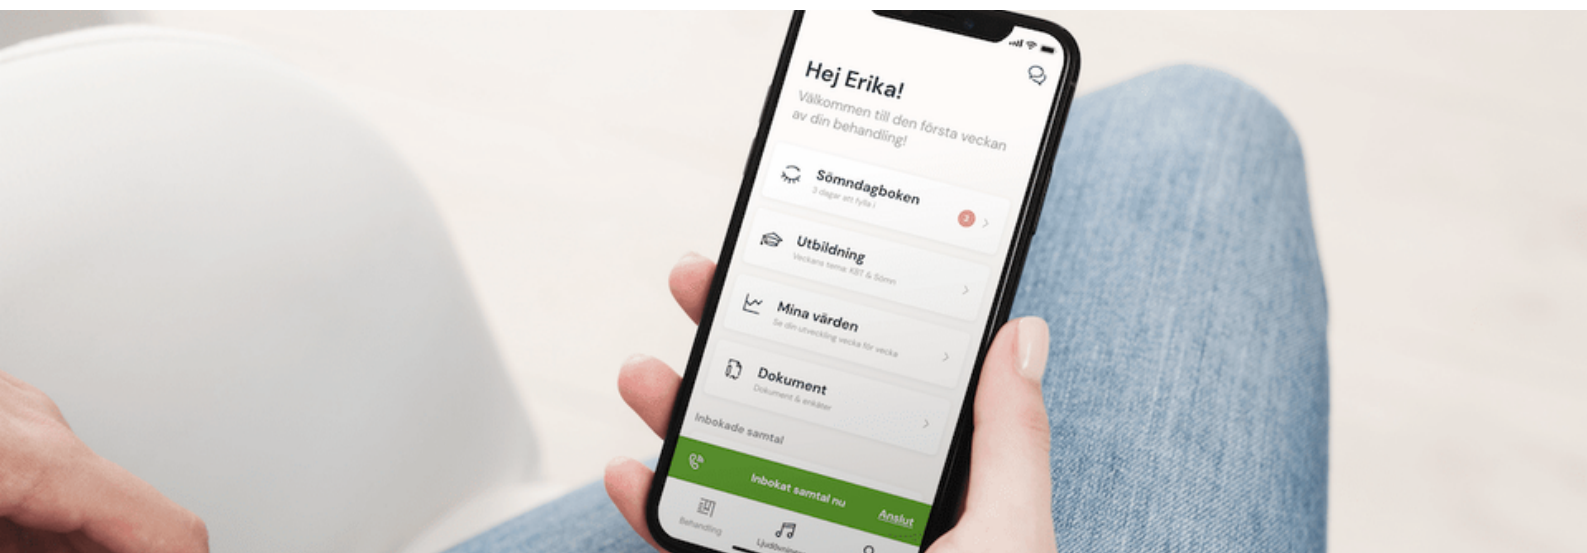 Hej Erika!
Välkommen till den första veckan
av din behandling!
Sömndagboken
3 dagar att fylla i
3
Utbildning
Veckans tema: KBT & Sömn
Mina värden
Se din utveckling vecka för vecka
Dokument
Dokument & enkäter
Inbokade samtal
Inbokat samtal nu
Anslut
Behandling